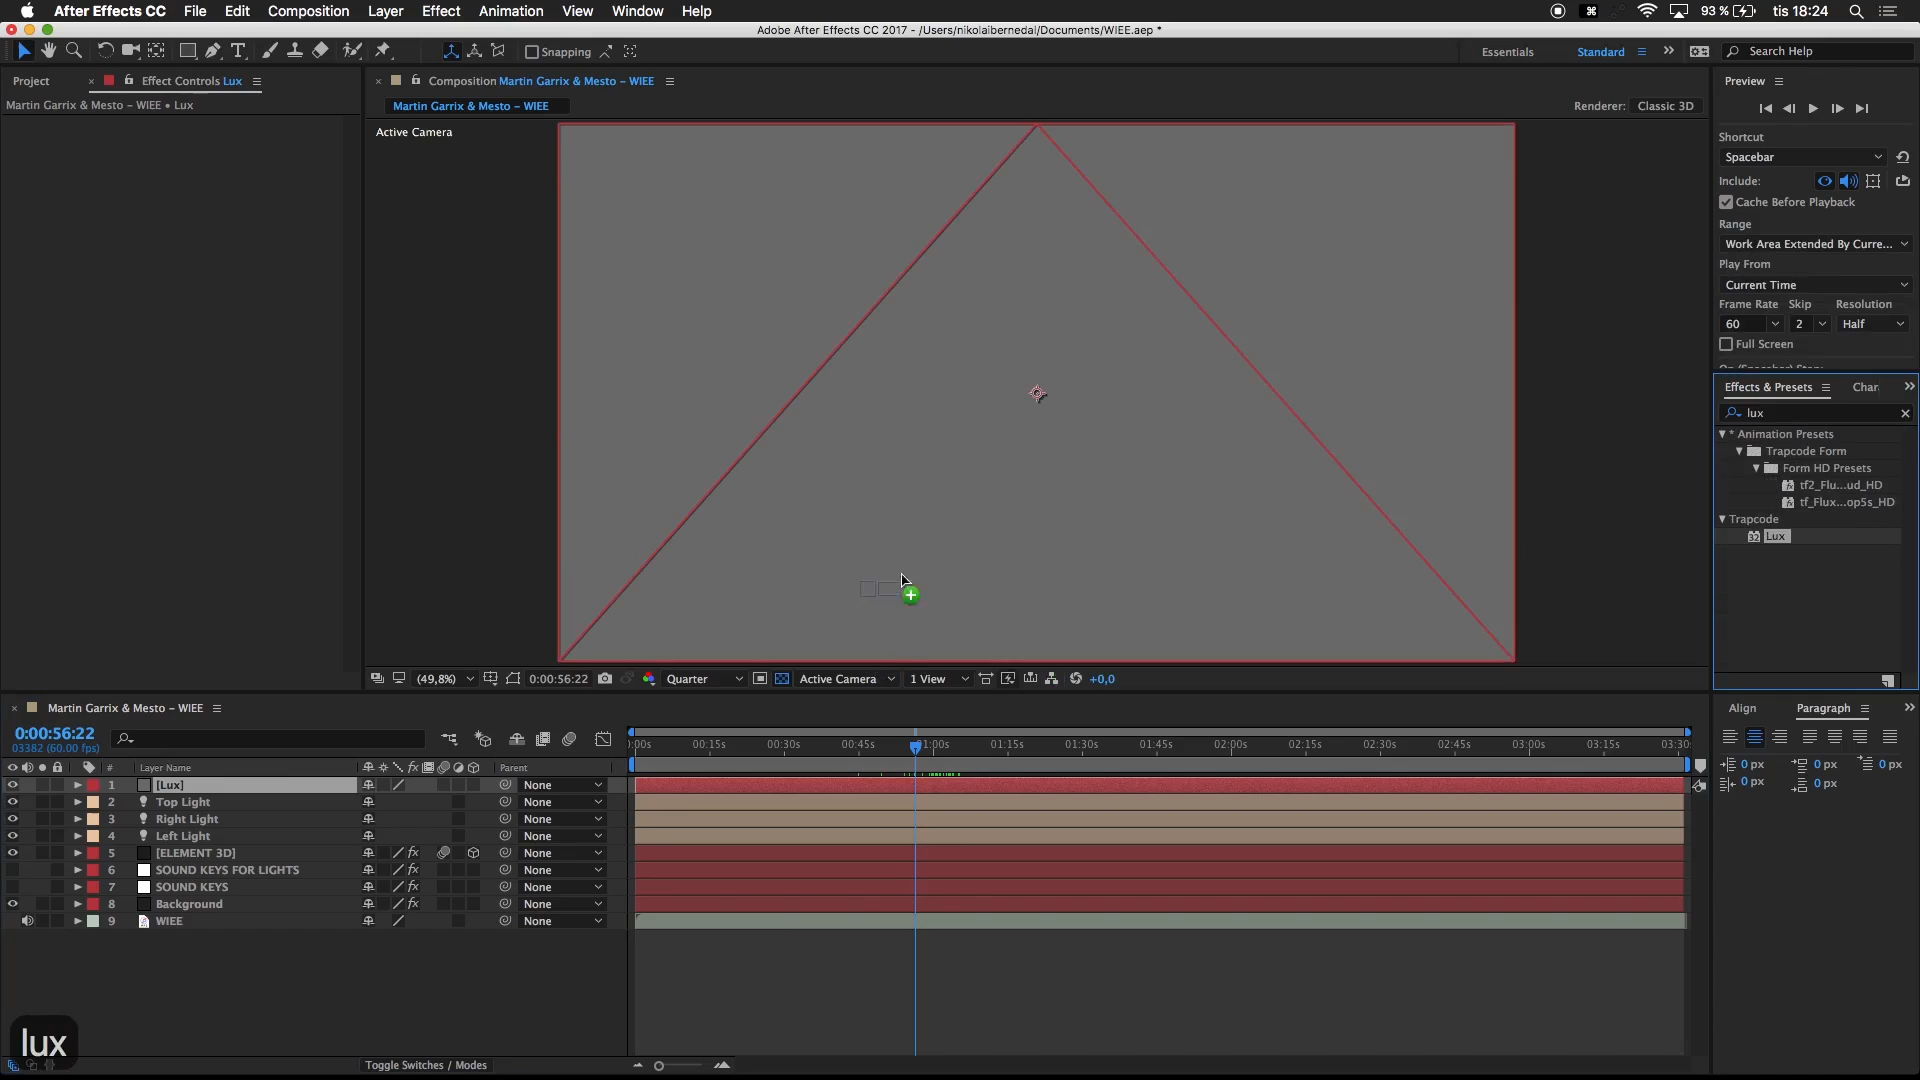 After Effects CC File Edit Composition Layer Effect Animation View Window Help 93 % tis 18:24
Adobe After Effects CC 2017 - /Users/nikolaibernedal/Documents/WIEE.aep *
Snapping Essentials Standard Search Help
Project Effect Controls Lux Composition Martin Garrix & Mesto – WIEE Preview
Martin Garrix & Mesto – WIEE • Lux Martin Garrix & Mesto – WIEE Renderer: Classic 3D
Active Camera
Shortcut
Spacebar
Include:
Cache Before Playback
Range
Work Area Extended By Curre...
Play From
Current Time
Frame Rate Skip Resolution
60 2 Half
Full Screen
Effects & Presets Char
lux
* Animation Presets
Trapcode Form
Form HD Presets
tf2_Flu...ud_HD
tf_Flux...op5s_HD
Trapcode
32 Lux
(49,8%) 0:00:56:22 Quarter Active Camera 1 View +0,0
Martin Garrix & Mesto – WIEE Align Paragraph
0:00:56:22
03382 (60.00 fps)
:00s 00:15s 00:30s 00:45s 01:00s 01:15s 01:30s 01:45s 02:00s 02:15s 02:30s 02:45s 03:00s 03:15s 03:30
# Layer Name fx Parent
0 px 0 px 0 px
0 px 0 px
1 [Lux] None
2 Top Light None
3 Right Light None
4 Left Light None
5 [ELEMENT 3D] fx None
6 SOUND KEYS FOR LIGHTS fx None
7 SOUND KEYS fx None
8 Background fx None
9 WIEE None
lux
Toggle Switches / Modes